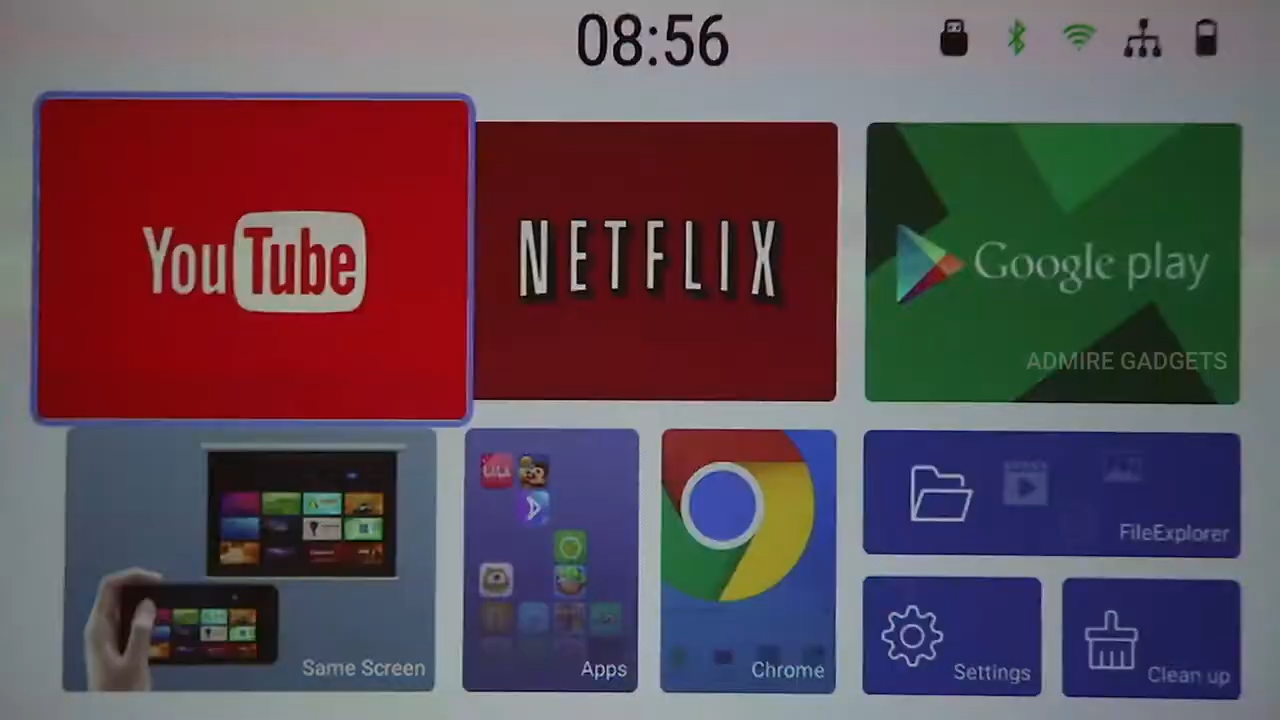 08:56
YouTube
NETFLIX
Google play
ADMIRE GADGETS
Same Screen
Apps
Chrome
FileExplorer
Settings
Clean up